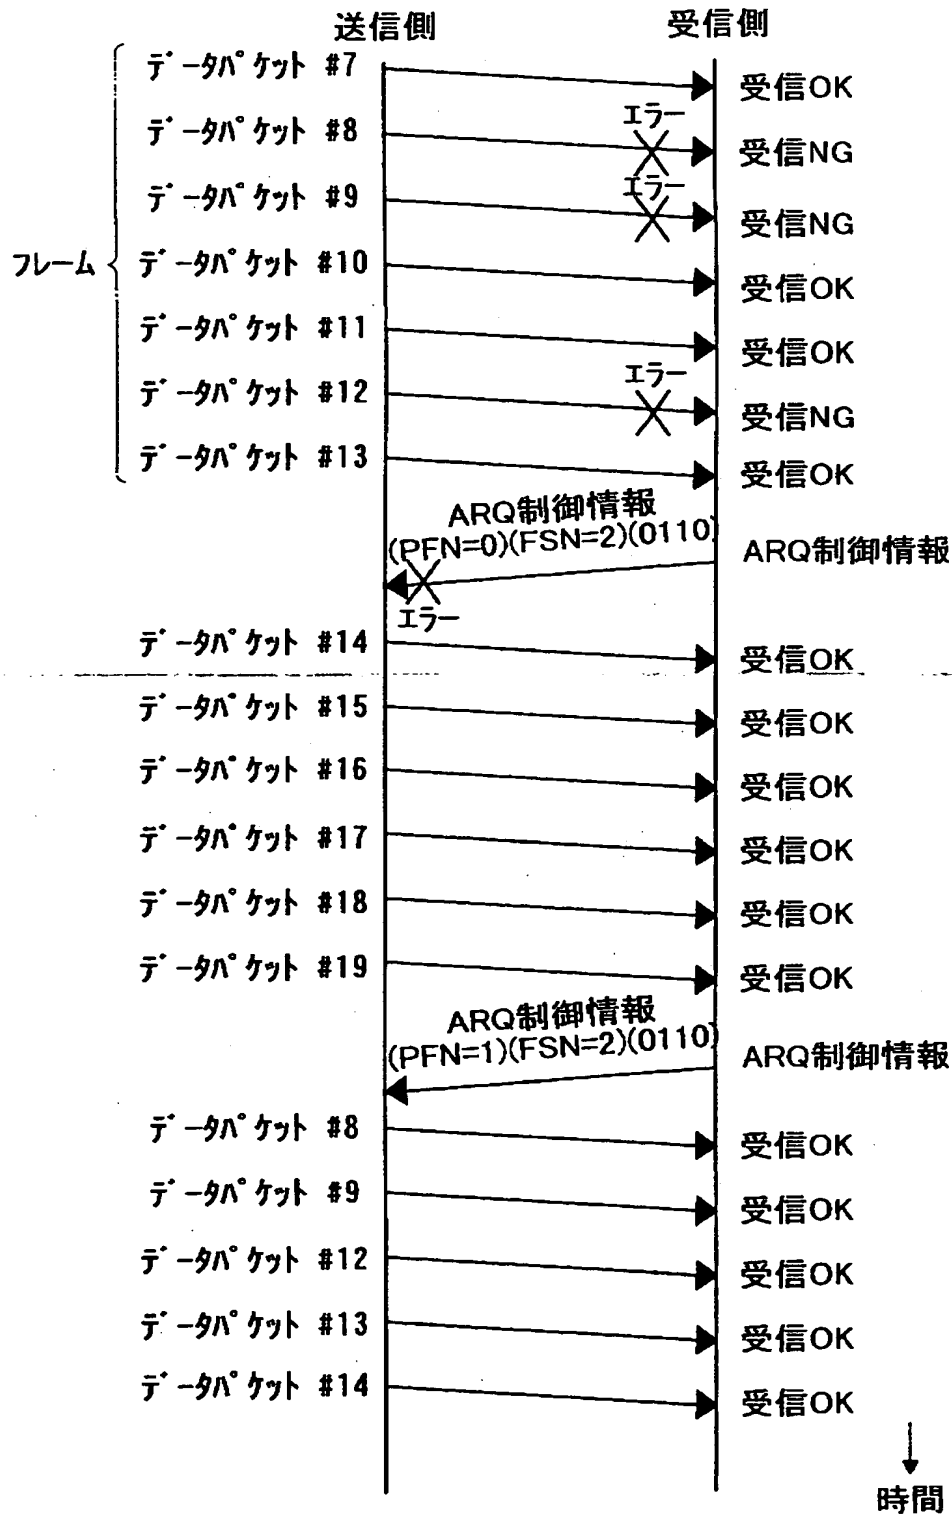 送信側 受信側
データパケット #7 受信OK
エラー
データパケット #8 受信NG
エラー
データパケット #9 受信NG
フレーム データパケット #10 受信OK
データパケット #11 受信OK
エラー
データパケット #12 受信NG
データパケット #13 受信OK
ARQ制御情報
(PFN=0)(FSN=2)(0110) ARQ制御情報
エラー
データパケット #14 受信OK
データパケット #15 受信OK
データパケット #16 受信OK
データパケット #17 受信OK
データパケット #18 受信OK
データパケット #19 受信OK
ARQ制御情報
(PFN=1)(FSN=2)(0110) ARQ制御情報
データパケット #8 受信OK
データパケット #9 受信OK
データパケット #12 受信OK
データパケット #13 受信OK
データパケット #14 受信OK
時間